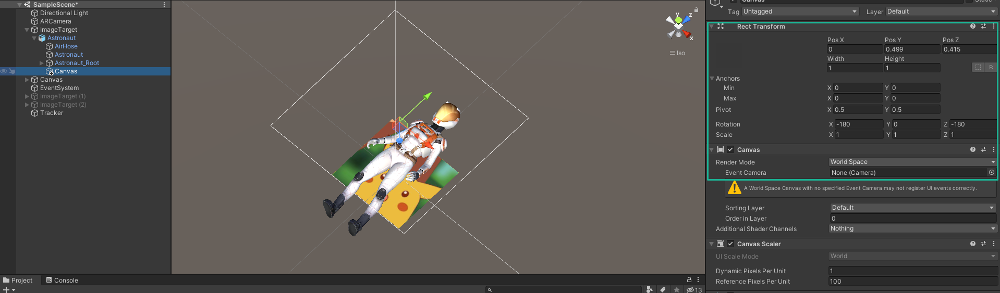 SampleScene*
Directional Light
ARCamera
ImageTarget
Astronaut
AirHose
Astronaut
Astronaut_Root
Canvas
Canvas
EventSystem
ImageTarget (1)
ImageTarget (2)
Tracker
y
z
x
Iso
Project
Console
13
Canvas
Static
Tag Untagged Layer Default
Rect Transform
Pos X Pos Y Pos Z
0 0.499 0.415
Width Height
1 1
R
Anchors
Min X 0 Y 0
Max X 0 Y 0
Pivot X 0.5 Y 0.5
Rotation X -180 Y 0 Z -180
Scale X 1 Y 1 Z 1
Canvas
Render Mode World Space
Event Camera None (Camera)
A World Space Canvas with no specified Event Camera may not register UI events correctly.
Sorting Layer Default
Order in Layer 0
Additional Shader Channels Nothing
Canvas Scaler
UI Scale Mode World
Dynamic Pixels Per Unit 1
Reference Pixels Per Unit 100